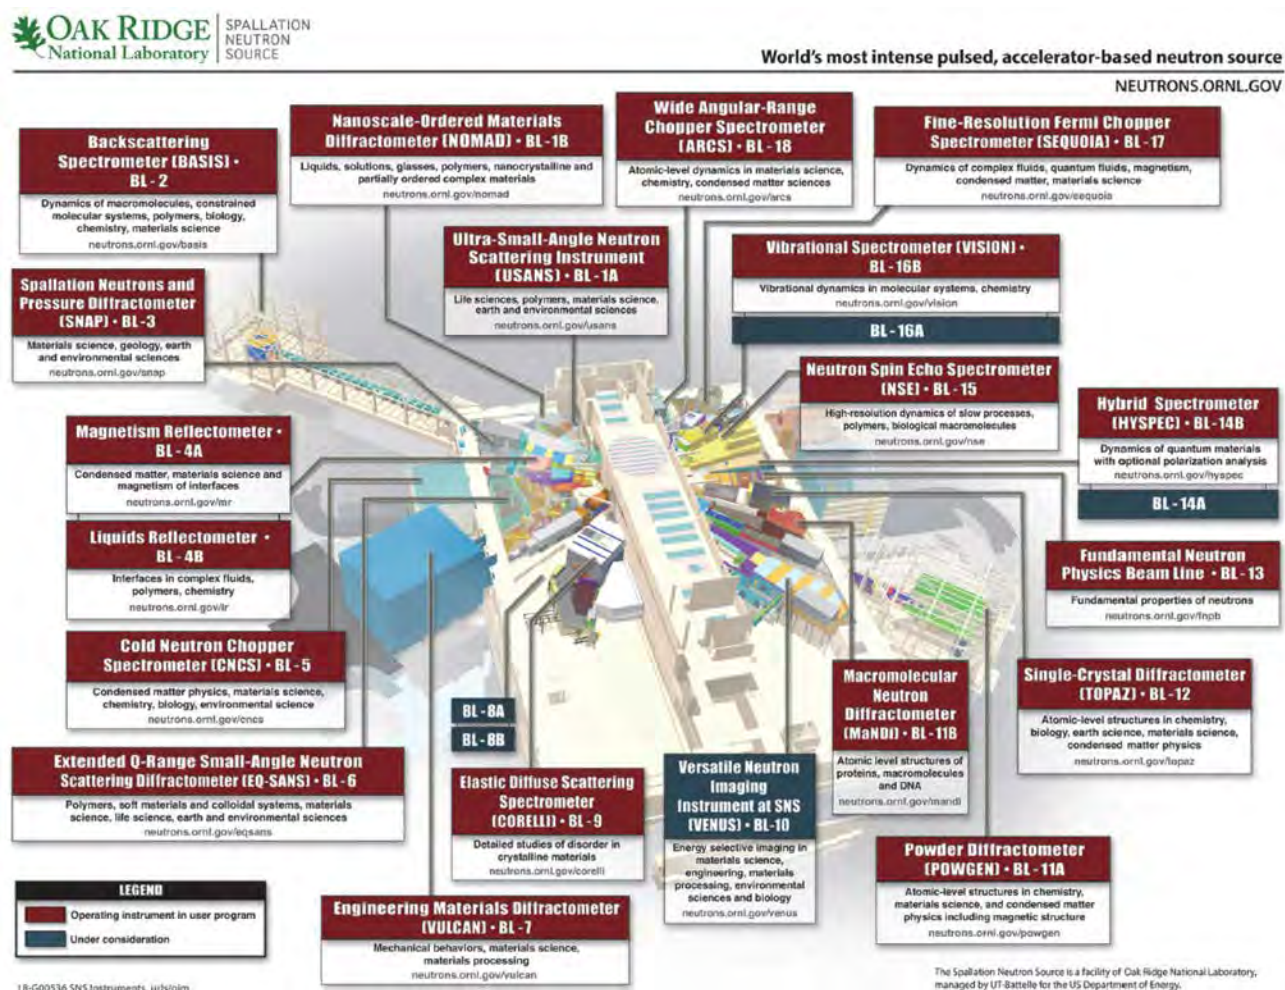 OAK RIDGE
National Laboratory
SPALLATION
NEUTRON
SOURCE
World's most intense pulsed, accelerator-based neutron source
NEUTRONS.ORNL.GOV
Backscattering
Spectrometer (BASIS) •
BL - 2
Dynamics of macromolecules, constrained
molecular systems, polymers, biology,
chemistry, materials science
neutrons.ornl.gov/basis
Nanoscale-Ordered Materials
Diffractometer (NOMAD) • BL - 1B
Liquids, solutions, glasses, polymers, nanocrystalline and
partially ordered complex materials
neutrons.ornl.gov/nomad
Wide Angular-Range
Chopper Spectrometer
(ARCS) • BL - 18
Atomic-level dynamics in materials science,
chemistry, condensed matter sciences
neutrons.ornl.gov/arcs
Fine-Resolution Fermi Chopper
Spectrometer (SEQUOIA) • BL - 17
Dynamics of complex fluids, quantum fluids, magnetism,
condensed matter, materials science
neutrons.ornl.gov/sequoia
Ultra-Small-Angle Neutron
Scattering Instrument
(USANS) • BL - 1A
Life sciences, polymers, materials science,
earth and environmental sciences
neutrons.ornl.gov/usans
Vibrational Spectrometer (VISION) •
BL - 16B
Vibrational dynamics in molecular systems, chemistry
neutrons.ornl.gov/vision
BL - 16A
Spallation Neutrons and
Pressure Diffractometer
(SNAP) • BL - 3
Materials science, geology, earth
and environmental sciences
neutrons.ornl.gov/snap
Neutron Spin Echo Spectrometer
(NSE) • BL - 15
High-resolution dynamics of slow processes,
polymers, biological macromolecules
neutrons.ornl.gov/nse
Hybrid Spectrometer
(HYSPEC) • BL - 14B
Dynamics of quantum materials
with optional polarization analysis
neutrons.ornl.gov/hyspec
BL - 14A
Magnetism Reflectometer •
BL - 4A
Condensed matter, materials science and
magnetism of interfaces
neutrons.ornl.gov/mr
Liquids Reflectometer •
BL - 4B
Interfaces in complex fluids,
polymers, chemistry
neutrons.ornl.gov/lr
Fundamental Neutron
Physics Beam Line • BL - 13
Fundamental properties of neutrons
neutrons.ornl.gov/fnpb
Cold Neutron Chopper
Spectrometer (CNCS) • BL - 5
Condensed matter physics, materials science,
chemistry, biology, environmental science
neutrons.ornl.gov/cncs
BL - 8A
BL - 8B
Macromolecular
Neutron
Diffractometer
(MaNDi) • BL - 11B
Atomic level structures of
proteins, macromolecules
and DNA
neutrons.ornl.gov/mandi
Single-Crystal Diffractometer
(TOPAZ) • BL - 12
Atomic-level structures in chemistry,
biology, earth science, materials science,
condensed matter physics
neutrons.ornl.gov/topaz
Extended Q-Range Small-Angle Neutron
Scattering Diffractometer (EQ-SANS) • BL - 6
Polymers, soft materials and colloidal systems, materials
science, life science, earth and environmental sciences
neutrons.ornl.gov/eqsans
Elastic Diffuse Scattering
Spectrometer
(CORELLI) • BL - 9
Detailed studies of disorder in
crystalline materials
neutrons.ornl.gov/corelli
Versatile Neutron
Imaging
Instrument at SNS
(VENUS) • BL-10
Energy selective imaging in
materials science,
engineering, materials
processing, environmental
sciences and biology
neutrons.ornl.gov/venus
Powder Diffractometer
(POWGEN) • BL - 11A
Atomic-level structures in chemistry,
materials science, and condensed matter
physics including magnetic structure
neutrons.ornl.gov/powgen
LEGEND
Operating instrument in user program
Under consideration
Engineering Materials Diffractometer
(VULCAN) • BL - 7
Mechanical behaviors, materials science,
materials processing
neutrons.ornl.gov/vulcan
SNS Instruments
The Spallation Neutron Source is a facility of Oak Ridge National Laboratory,
managed by UT-Battelle for the US Department of Energy.